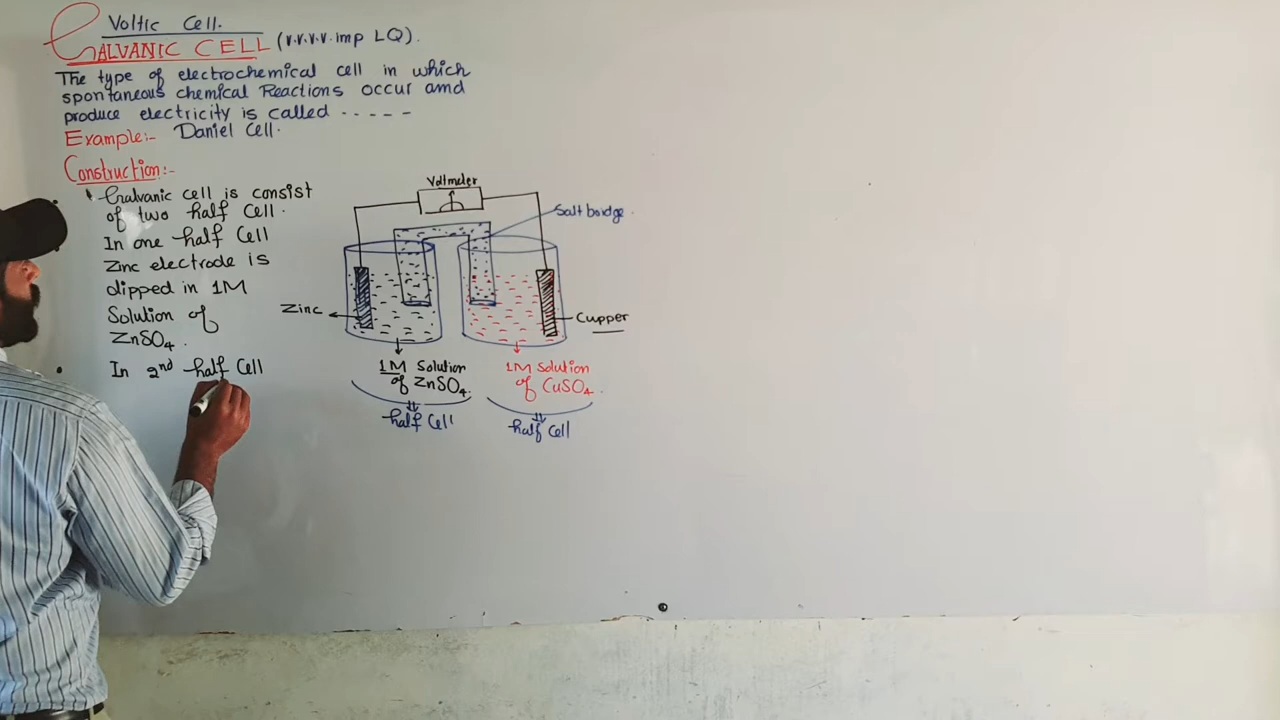 Voltic Cell.
GALVANIC CELL (v.v.v.v.imp LQ).
The type of electrochemical cell in which
spontaneous chemical Reactions occur and
produce electricity is called -----
Example:- Daniel Cell.
Construction:-
Galvanic cell is consist
of two half Cell.
In one half Cell
Zinc electrode is
dipped in 1M
Solution of
ZnSO4.
In 2nd half Cell
Voltmeter
Salt bridge.
Zinc
Cupper
1M Solution
of ZnSO4.
half Cell
1M Solution
of CuSO4.
half Cell